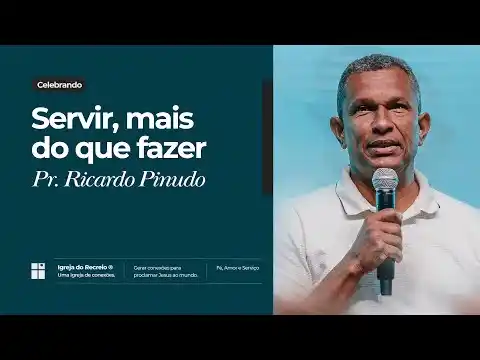 Celebrando
Servir, mais
do que fazer
Pr. Ricardo Pinudo
Igreja do Recreio ®
Uma igreja de conexões.
Gerar conexões para
proclamar Jesus ao mundo.
Fé, Amor e Serviço